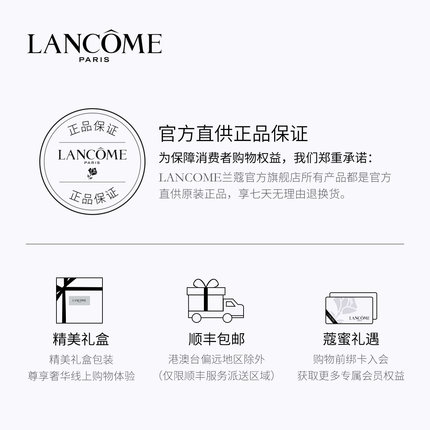 LANCÔME
PARIS
正品保证
LANCÔME
PARIS
正品保证
官方直供正品保证
为保障消费者购物权益，我们郑重承诺：
LANCOME兰蔻官方旗舰店所有产品都是官方
直供原装正品，享七天无理由退换货。
LANCÔME
LANCÔME
精美礼盒
顺丰包邮
蔻蜜礼遇
精美礼盒包装
尊享奢华线上购物体验
港澳台偏远地区除外
（仅限顺丰服务派送区域）
购物前绑卡入会
获取更多专属会员权益